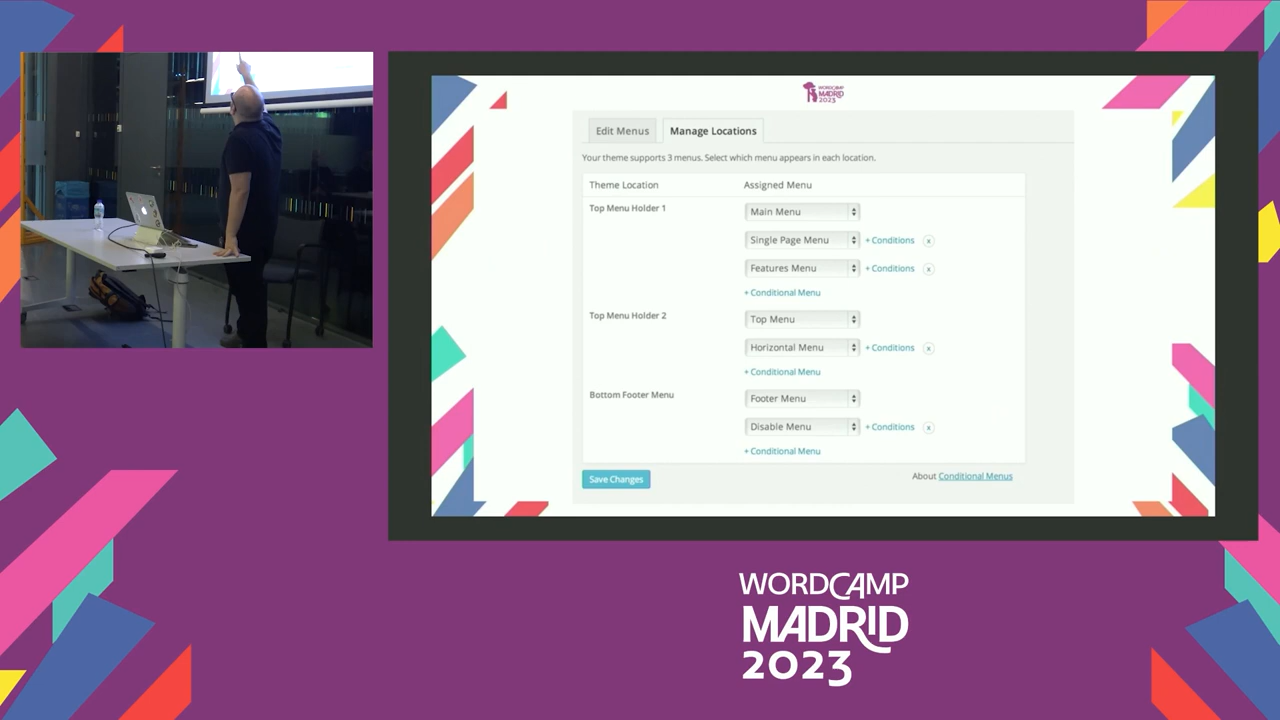 WORDCAMP
MADRID
2023
Edit Menus
Manage Locations
Your theme supports 3 menus. Select which menu appears in each location.
Theme Location
Assigned Menu
Top Menu Holder 1
Main Menu
Single Page Menu + Conditions x
Features Menu + Conditions x
+ Conditional Menu
Top Menu Holder 2
Top Menu
Horizontal Menu + Conditions x
+ Conditional Menu
Bottom Footer Menu
Footer Menu
Disable Menu + Conditions x
+ Conditional Menu
Save Changes
About Conditional Menus
WORDCAMP
MADRID
2023